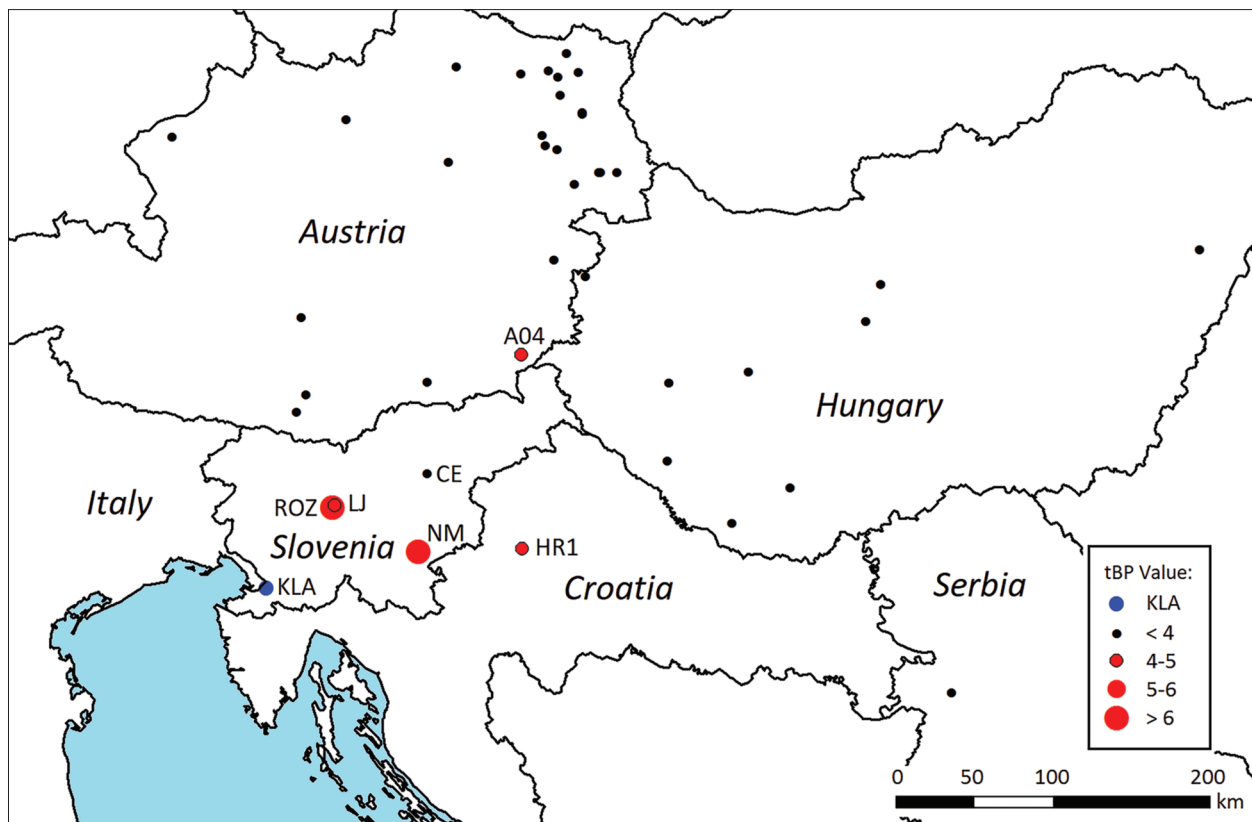 Austria
A04
Hungary
CE
Italy
ROZ
LJ
NM
Slovenia
HR1
KLA
Croatia
Serbia
tBP Value:
KLA
< 4
4-5
5-6
> 6
0 50 100 200
km